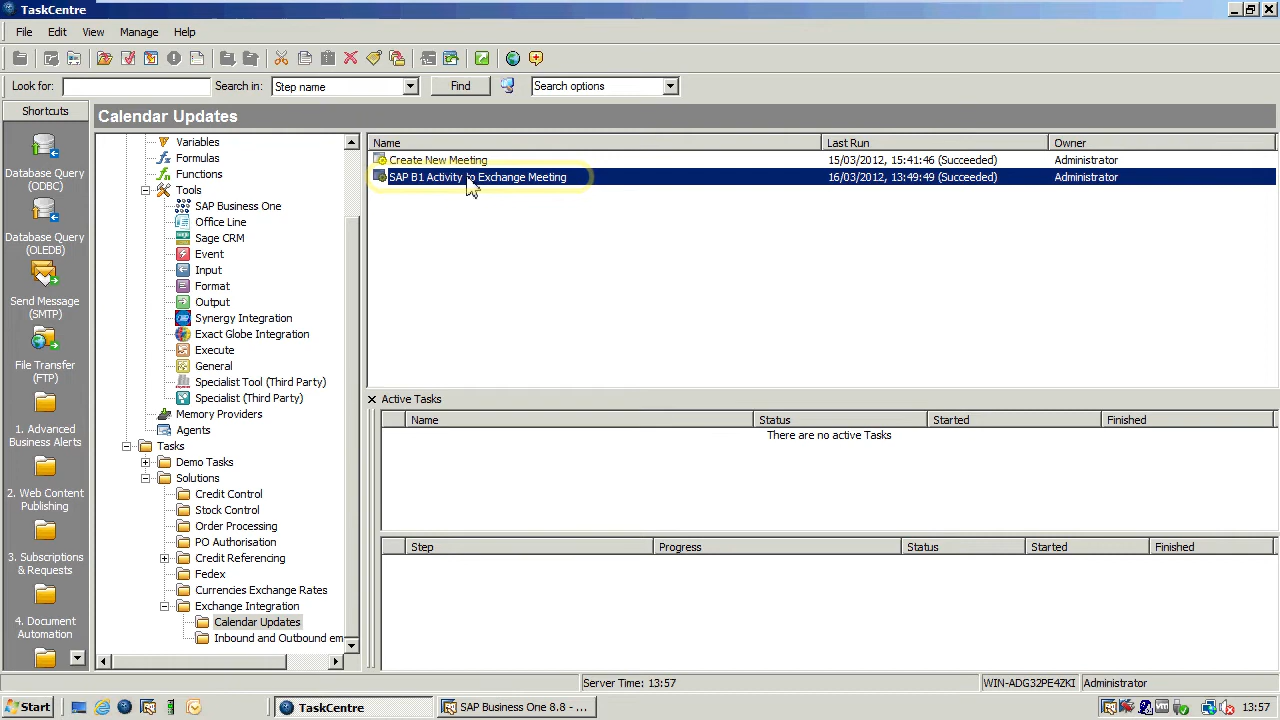 TaskCentre
File Edit View Manage Help
Look for: Search in: Step name Find Search options
Shortcuts
Database Query
(ODBC)
Database Query
(OLEDB)
Send Message
(SMTP)
File Transfer
(FTP)
1. Advanced
Business Alerts
2. Web Content
Publishing
3. Subscriptions
& Requests
4. Document
Automation
Calendar Updates
Variables
Formulas
Functions
Tools
SAP Business One
Office Line
Sage CRM
Event
Input
Format
Output
Synergy Integration
Exact Globe Integration
Execute
General
Specialist Tool (Third Party)
Specialist (Third Party)
Memory Providers
Agents
Tasks
Demo Tasks
Solutions
Credit Control
Stock Control
Order Processing
PO Authorisation
Credit Referencing
Fedex
Currencies Exchange Rates
Exchange Integration
Calendar Updates
Inbound and Outbound em
Name Last Run Owner
Create New Meeting 15/03/2012, 15:41:46 (Succeeded) Administrator
SAP B1 Activity to Exchange Meeting 16/03/2012, 13:49:49 (Succeeded) Administrator
Active Tasks
Name Status Started Finished
There are no active Tasks
Step Progress Status Started Finished
Server Time: 13:57 WIN-ADG32PE4ZKI Administrator
Start TaskCentre SAP Business One 8.8 - ... 13:57